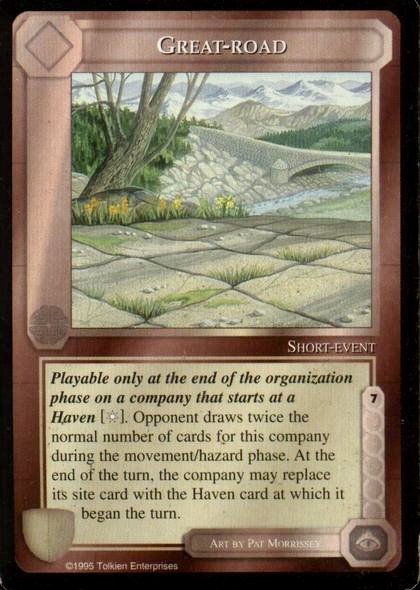 GREAT-ROAD
SHORT-EVENT
Playable only at the end of the organization
phase on a company that starts at a
Haven [☼]. Opponent draws twice the
normal number of cards for this company
during the movement/hazard phase. At the
end of the turn, the company may replace
its site card with the Haven card at which it
began the turn.
7
ART BY PAT MORRISSEY
©1995 Tolkien Enterprises